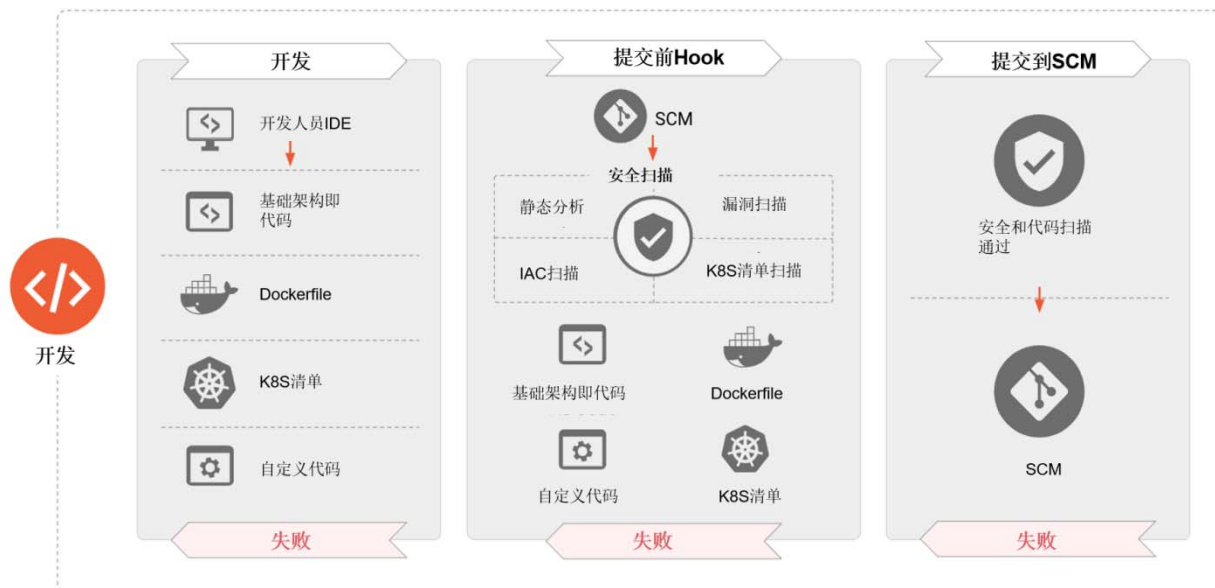 开发
开发
开发人员IDE
基础架构即
代码
Dockerfile
K8S清单
自定义代码
失败
提交前Hook
SCM
安全扫描
静态分析
漏洞扫描
IAC扫描
K8S清单扫描
基础架构即代码
Dockerfile
自定义代码
K8S清单
失败
提交到SCM
安全和代码扫描
通过
SCM
失败